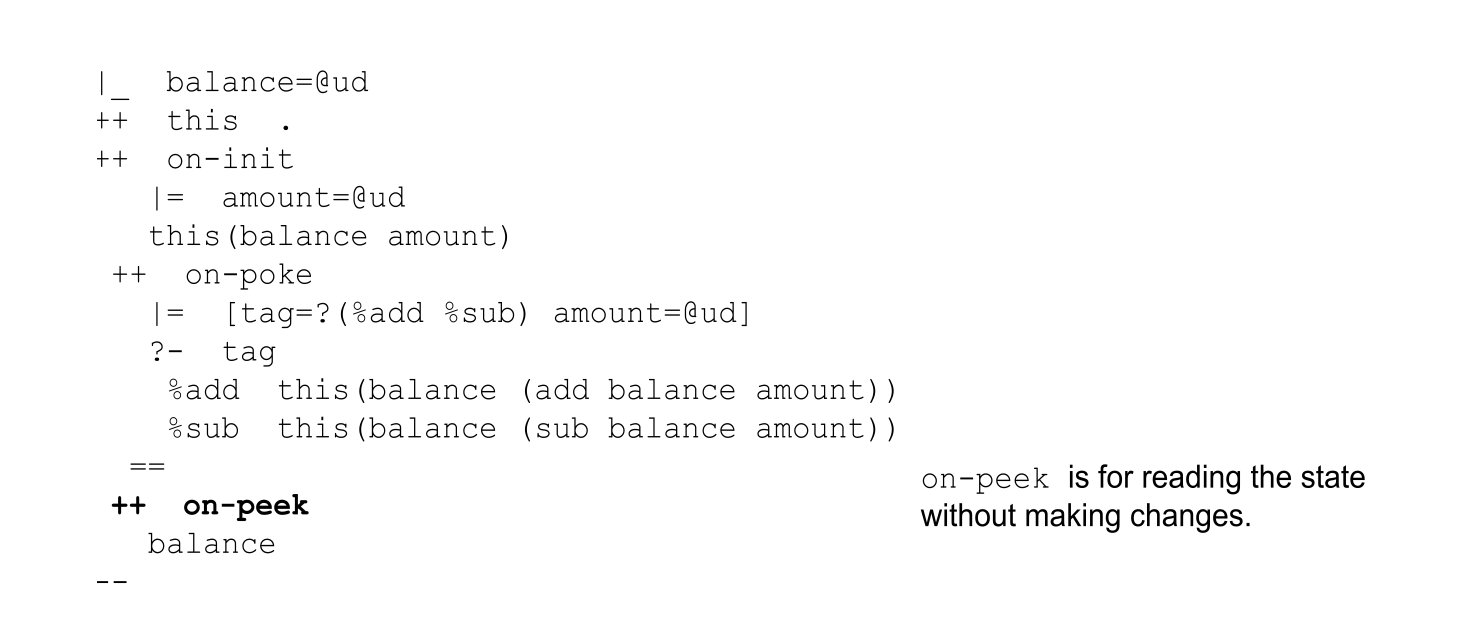 |_  balance=@ud
++  this  .
++  on-init
   |=  amount=@ud
   this(balance amount)
 ++  on-poke
   |=  [tag=?(%add %sub) amount=@ud]
   ?-  tag
    %add  this(balance (add balance amount))
    %sub  this(balance (sub balance amount))
  ==
 ++  on-peek
   balance
--
on-peek is for reading the state
without making changes.